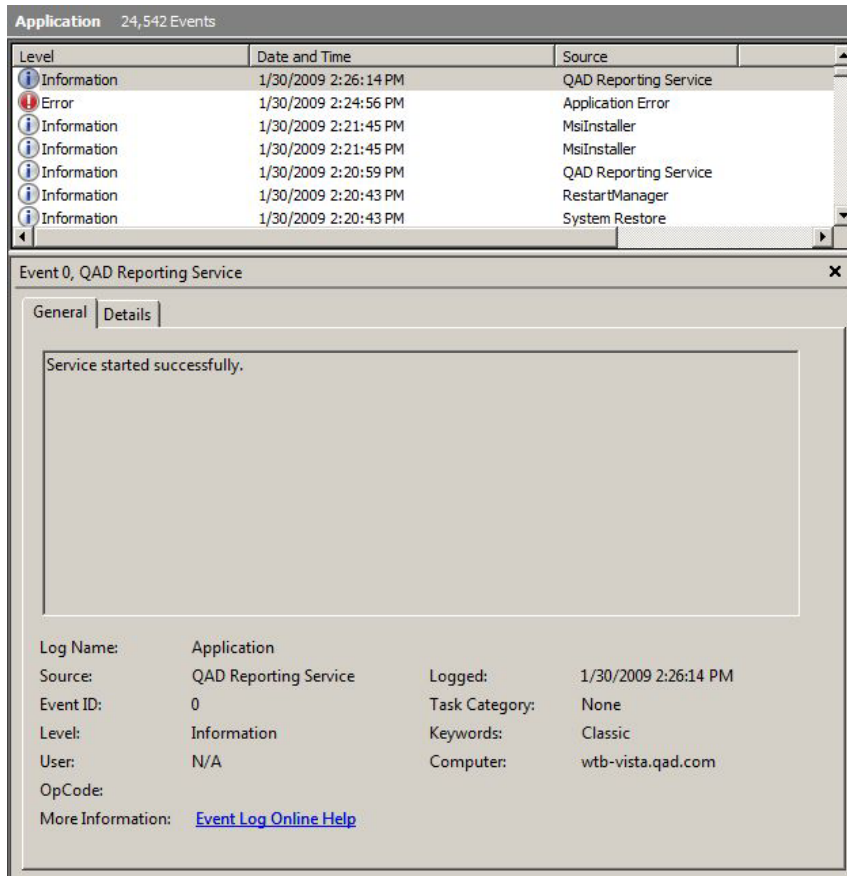 Application 24,542 Events
Level Date and Time Source
Information 1/30/2009 2:26:14 PM QAD Reporting Service
Error 1/30/2009 2:24:56 PM Application Error
Information 1/30/2009 2:21:45 PM MsiInstaller
Information 1/30/2009 2:21:45 PM MsiInstaller
Information 1/30/2009 2:20:59 PM QAD Reporting Service
Information 1/30/2009 2:20:43 PM RestartManager
Information 1/30/2009 2:20:43 PM System Restore
Event 0, QAD Reporting Service
General Details
Service started successfully.
Log Name: Application
Source: QAD Reporting Service Logged: 1/30/2009 2:26:14 PM
Event ID: 0 Task Category: None
Level: Information Keywords: Classic
User: N/A Computer: wtb-vista.qad.com
OpCode:
More Information: Event Log Online Help